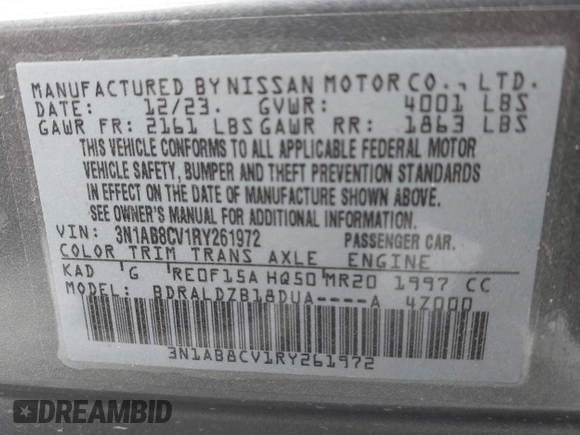 MANUFACTURED BY NISSAN MOTOR CO., LTD.
DATE: 12/23. GVWR: 4001 LBS
GAWR FR: 2161 LBS GAWR RR: 1863 LBS
THIS VEHICLE CONFORMS TO ALL APPLICABLE FEDERAL MOTOR
VEHICLE SAFETY, BUMPER AND THEFT PREVENTION STANDARDS
IN EFFECT ON THE DATE OF MANUFACTURE SHOWN ABOVE.
SEE OWNER'S MANUAL FOR ADDITIONAL INFORMATION.
VIN: 3N1AB8CV1RY261972 PASSENGER CAR.
COLOR TRIM TRANS AXLE ENGINE
KAD G RE0F15A HQ50 MR20 1997 CC
MODEL: BDRALDZB18DUA----A 4Z000
3N1AB8CV1RY261972
DREAMBID